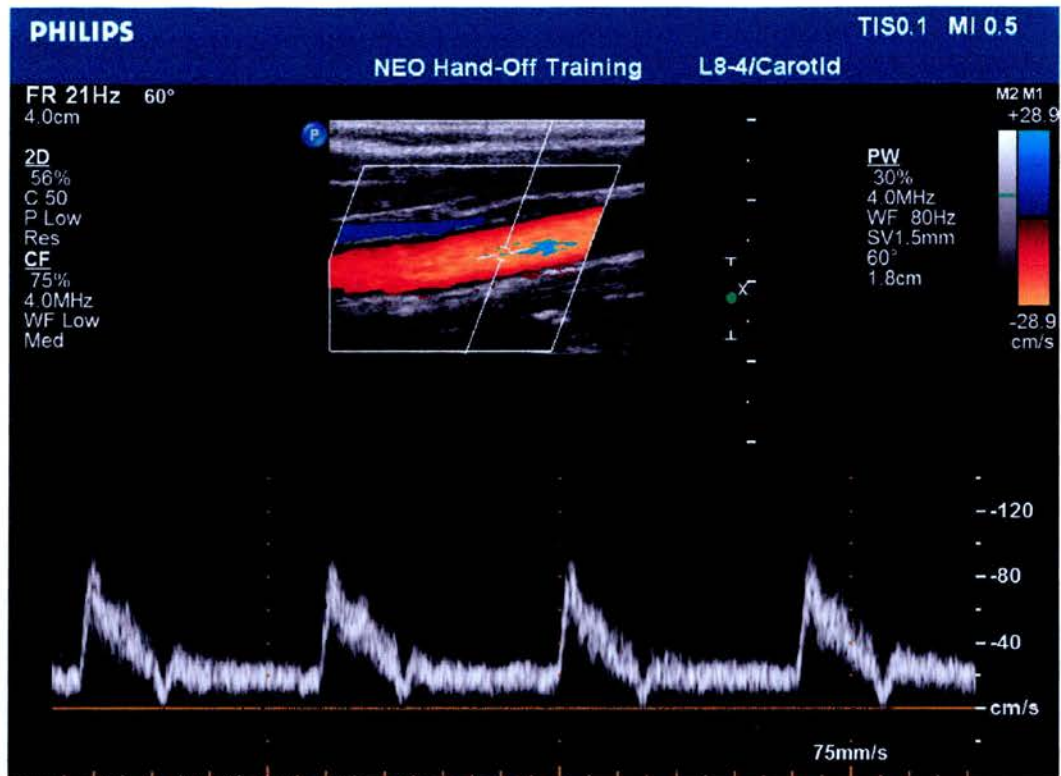 PHILIPS
TIS0.1 MI 0.5
NEO Hand-Off Training L8-4/Carotid
FR 21Hz 60°
4.0cm
2D
56%
C 50
P Low
Res
CF
75%
4.0MHz
WF Low
Med
P
M2 M1
+28.9
-28.9
cm/s
PW
30%
4.0MHz
WF 80Hz
SV1.5mm
60°
1.8cm
X
-120
-80
-40
cm/s
75mm/s